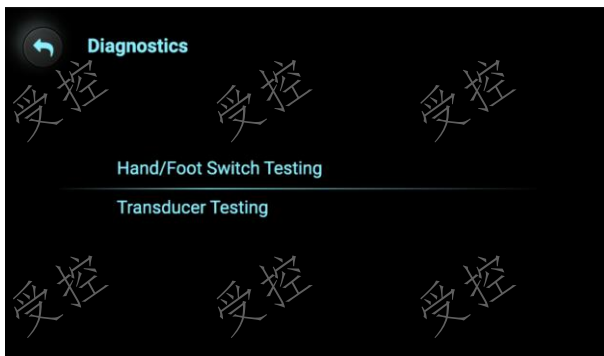 Diagnostics
受控 受控 受控
Hand/Foot Switch Testing
Transducer Testing
受控 受控 受控